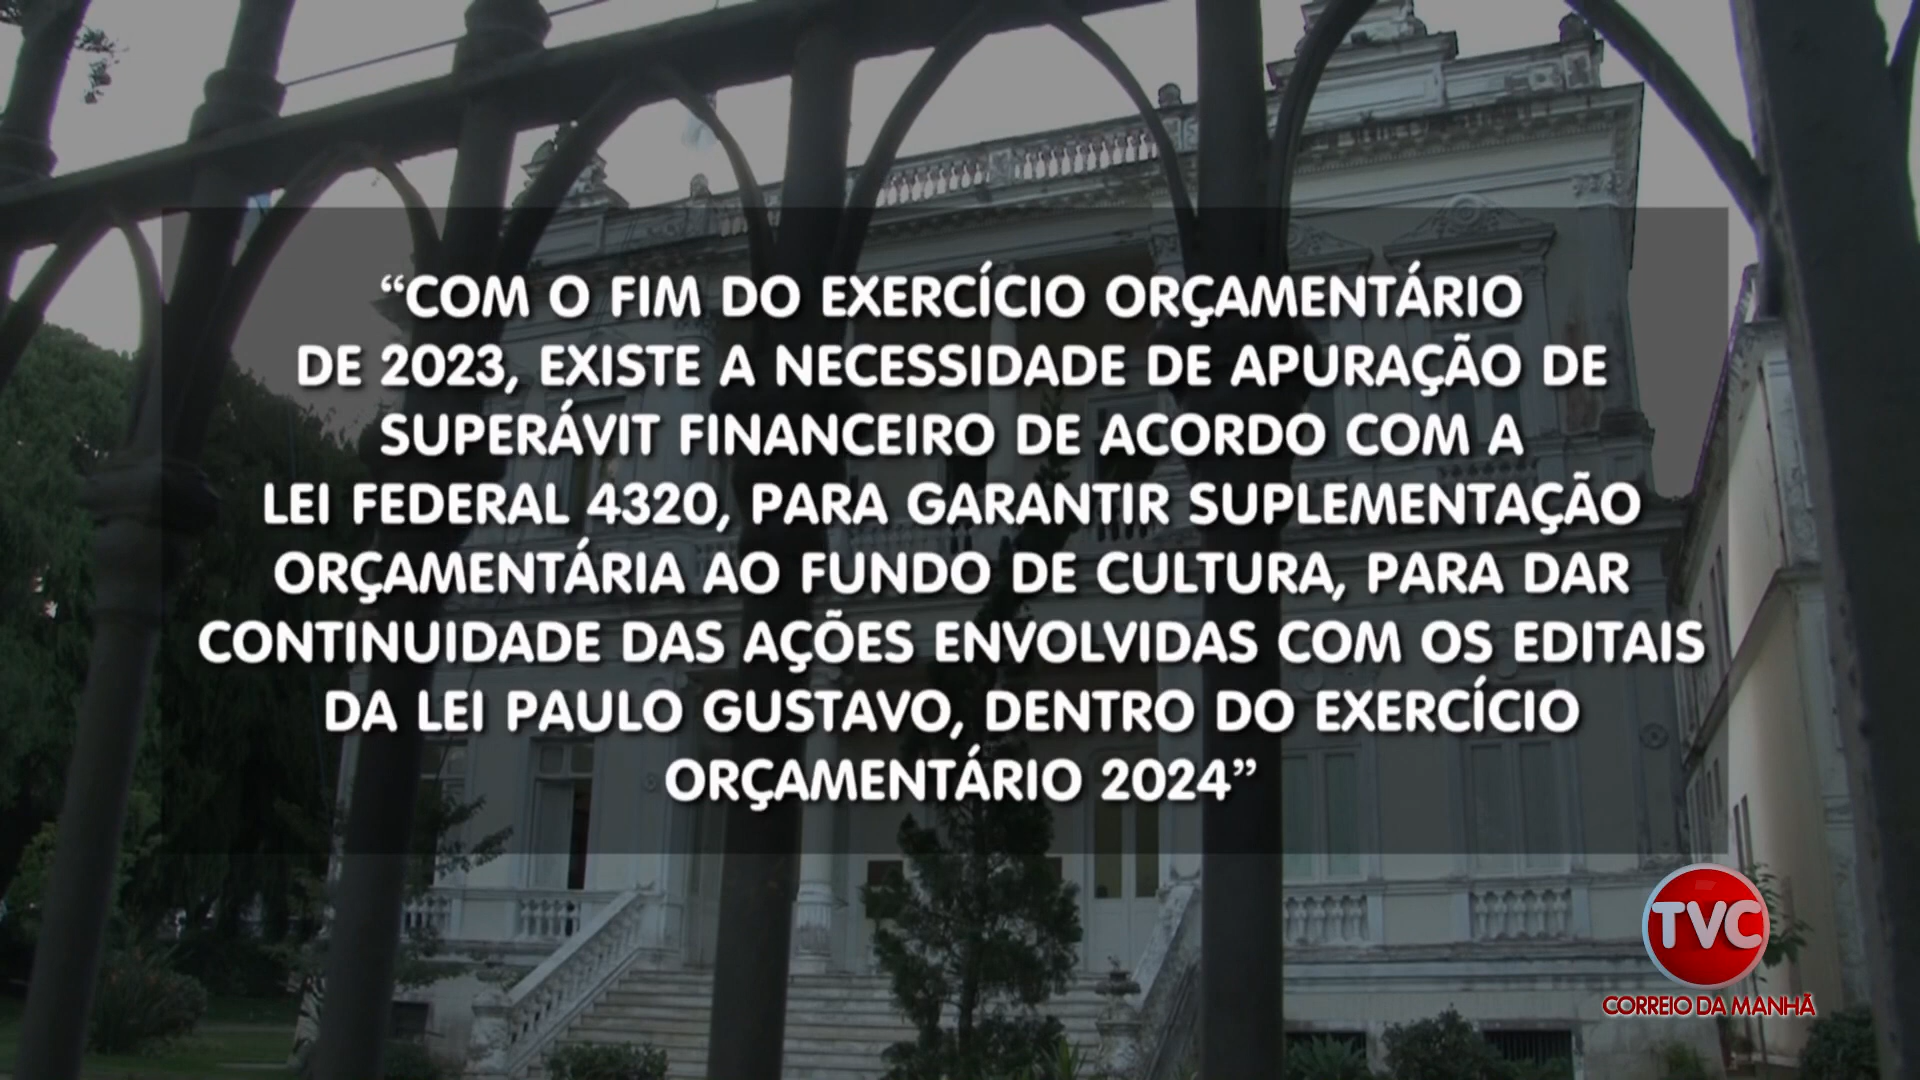 “COM O FIM DO EXERCÍCIO ORÇAMENTÁRIO
DE 2023, EXISTE A NECESSIDADE DE APURAÇÃO DE
SUPERÁVIT FINANCEIRO DE ACORDO COM A
LEI FEDERAL 4320, PARA GARANTIR SUPLEMENTAÇÃO
ORÇAMENTÁRIA AO FUNDO DE CULTURA, PARA DAR
CONTINUIDADE DAS AÇÕES ENVOLVIDAS COM OS EDITAIS
DA LEI PAULO GUSTAVO, DENTRO DO EXERCÍCIO
ORÇAMENTÁRIO 2024”
TVC
CORREIO DA MANHÃ